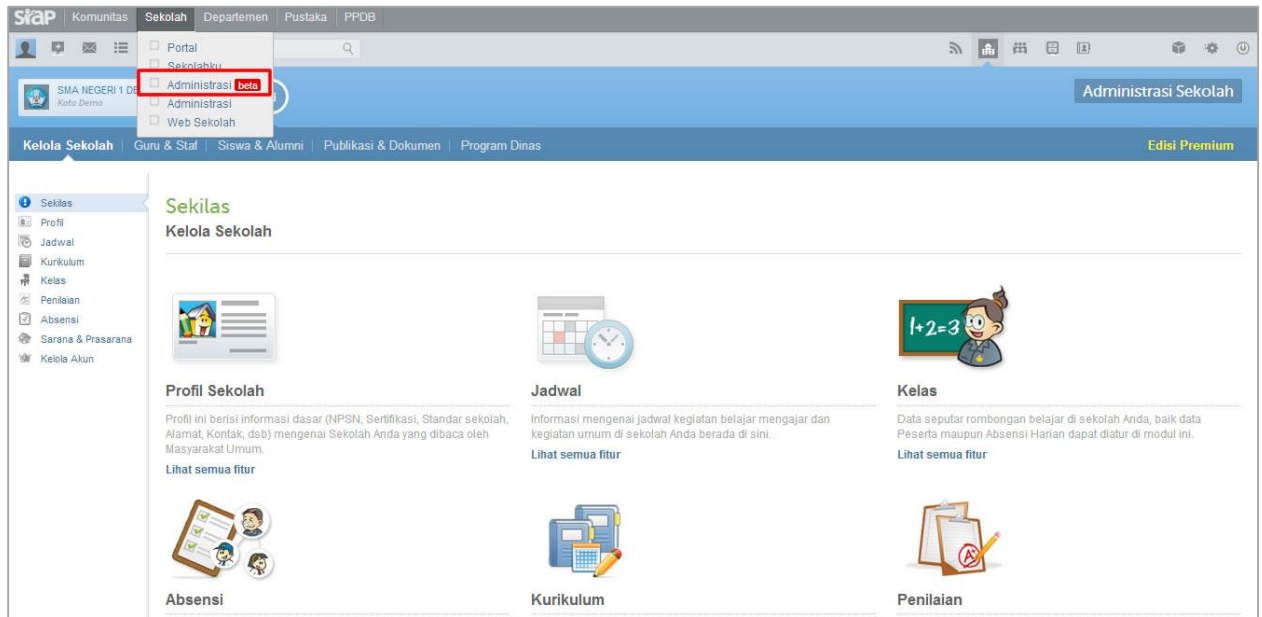 siap Komunitas Sekolah Departemen Pustaka PPDB
Portal
Sekolahku
Administrasi beta
Administrasi
Web Sekolah
SMA NEGERI 1 DE
Kota Demo
Administrasi Sekolah
Kelola Sekolah | Guru & Staf | Siswa & Alumni | Publikasi & Dokumen | Program Dinas
Edisi Premium
Sekilas
Profil
Jadwal
Kurikulum
Kelas
Penilaian
Absensi
Sarana & Prasarana
Kelola Akun
Sekilas
Kelola Sekolah
Profil Sekolah
Profil ini berisi informasi dasar (NPSN, Sertifikasi, Standar sekolah,
Alamat, Kontak, dsb) mengenai Sekolah Anda yang dibaca oleh
Masyarakat Umum.
Lihat semua fitur
Jadwal
Informasi mengenai jadwal kegiatan belajar mengajar dan
kegiatan umum di sekolah Anda berada di sini.
Lihat semua fitur
1+2=3
Kelas
Data seputar rombongan belajar di sekolah Anda, baik data
Peserta maupun Absensi Harian dapat diatur di modul ini.
Lihat semua fitur
Absensi
Kurikulum
A+
Penilaian